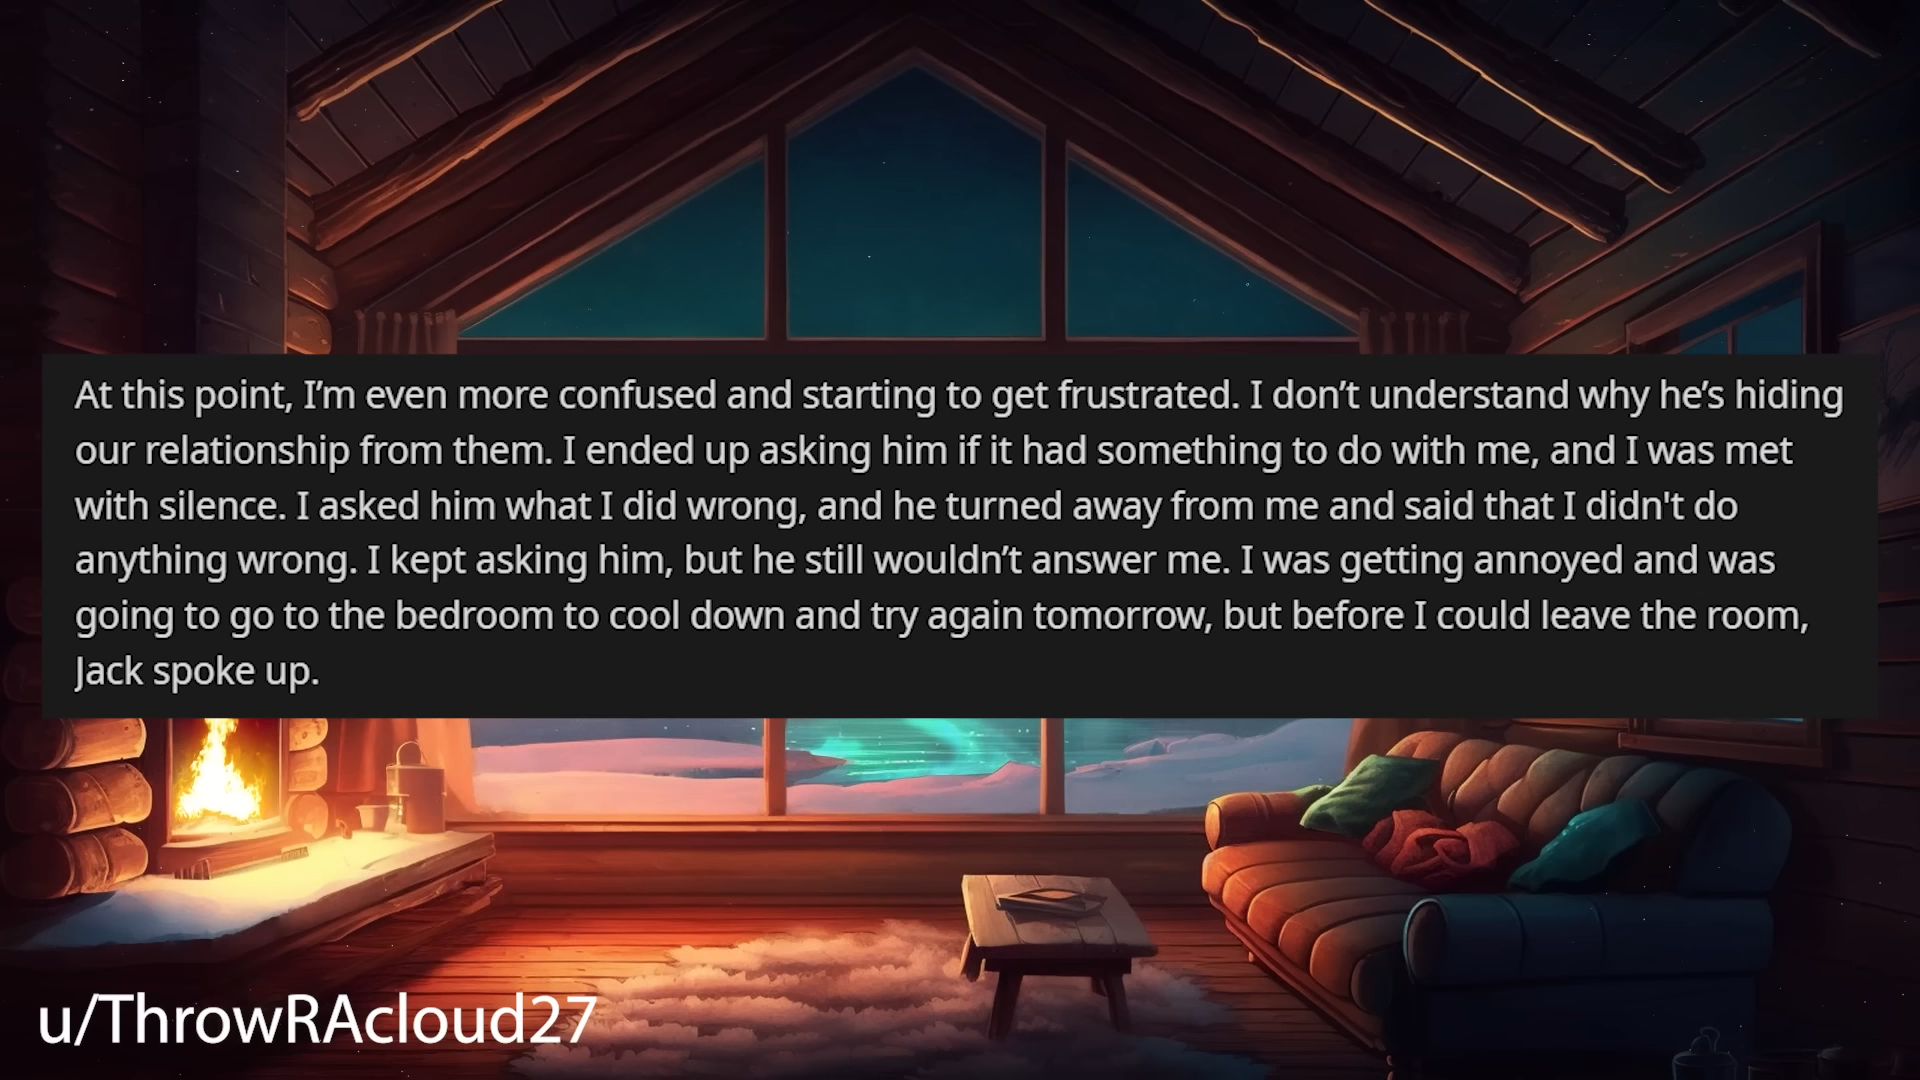 At this point, I’m even more confused and starting to get frustrated. I don’t understand why he’s hiding
our relationship from them. I ended up asking him if it had something to do with me, and I was met
with silence. I asked him what I did wrong, and he turned away from me and said that I didn't do
anything wrong. I kept asking him, but he still wouldn’t answer me. I was getting annoyed and was
going to go to the bedroom to cool down and try again tomorrow, but before I could leave the room,
Jack spoke up.
u/ThrowRAcloud27